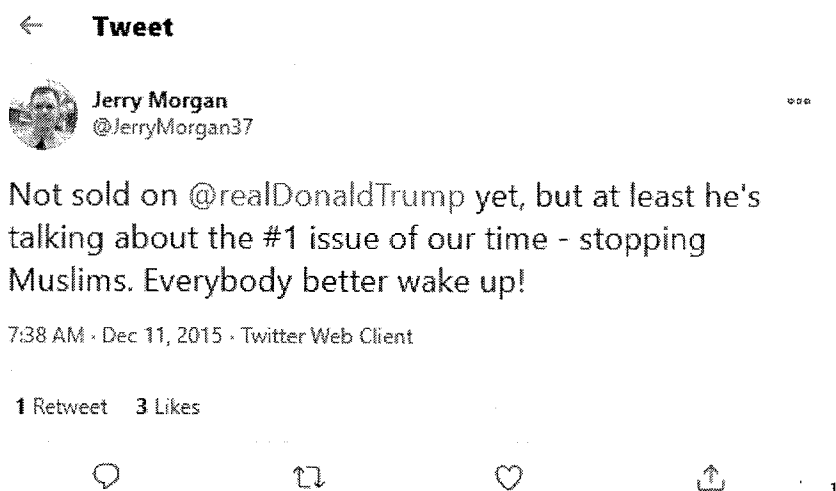 Tweet
Jerry Morgan
@JerryMorgan37
Not sold on @realDonaldTrump yet, but at least he's
talking about the #1 issue of our time - stopping
Muslims. Everybody better wake up!
7:38 AM · Dec 11, 2015 · Twitter Web Client
1 Retweet 3 Likes
1